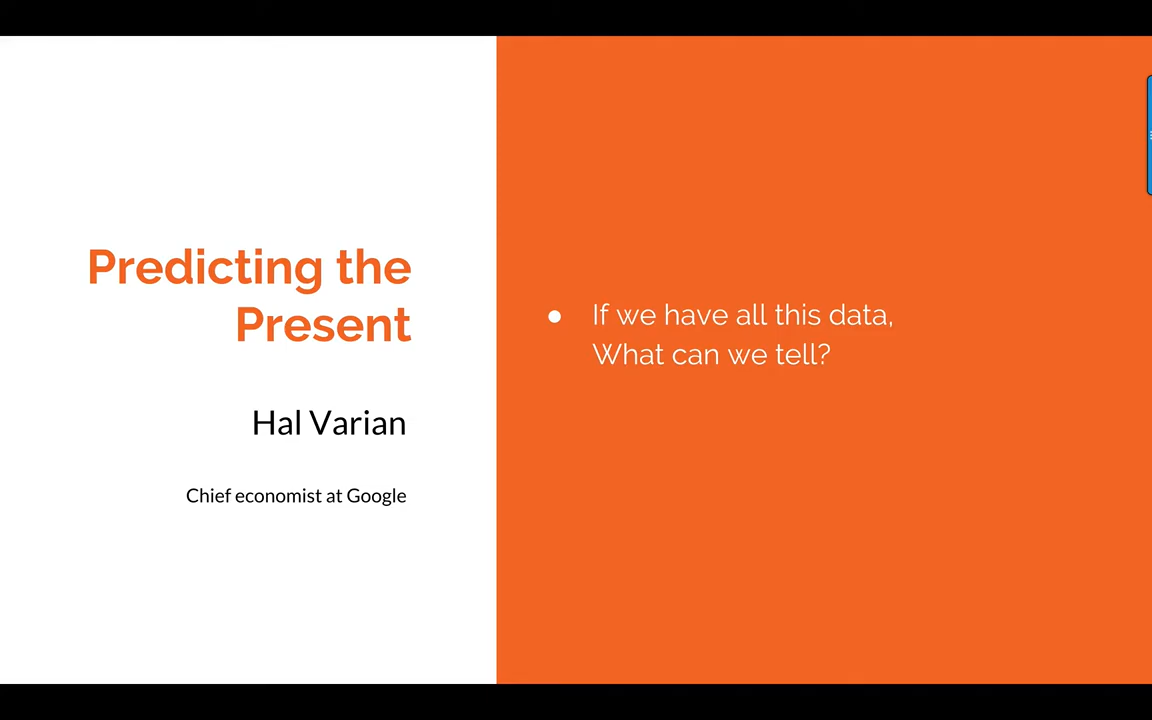 Predicting the
Present
Hal Varian
Chief economist at Google
● If we have all this data,
What can we tell?